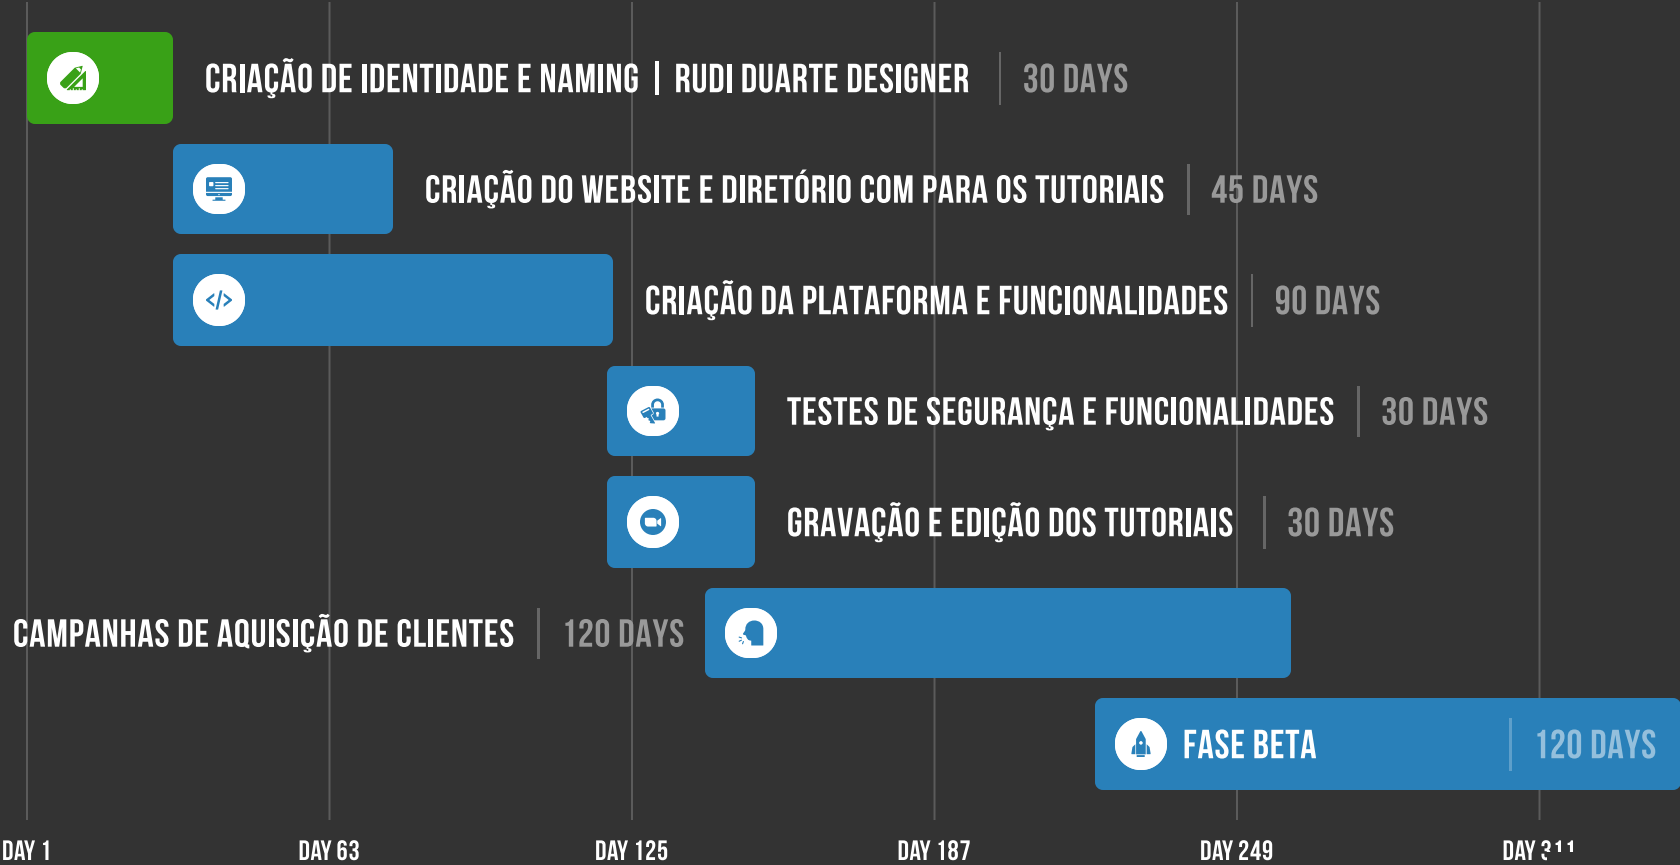 CRIAÇÃO DE IDENTIDADE E NAMING | RUDI DUARTE DESIGNER | 30 DAYS
CRIAÇÃO DO WEBSITE E DIRETÓRIO COM PARA OS TUTORIAIS | 45 DAYS
</> CRIAÇÃO DA PLATAFORMA E FUNCIONALIDADES | 90 DAYS
TESTES DE SEGURANÇA E FUNCIONALIDADES | 30 DAYS
GRAVAÇÃO E EDIÇÃO DOS TUTORIAIS | 30 DAYS
CAMPANHAS DE AQUISIÇÃO DE CLIENTES | 120 DAYS
FASE BETA | 120 DAYS
DAY 1 DAY 63 DAY 125 DAY 187 DAY 249 DAY 311